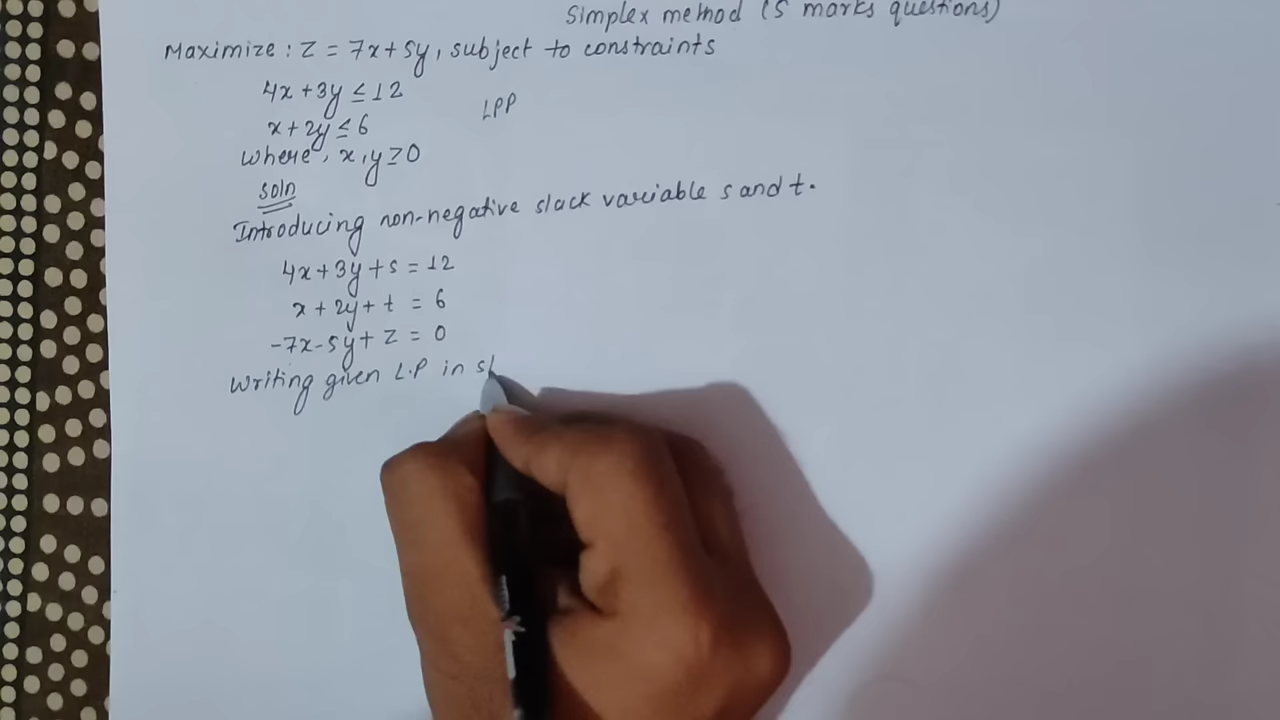 Simplex method (5 marks questions)
Maximize : Z = 7x + 5y, subject to constraints
4x + 3y ≤ 12
LPP
x + 2y ≤ 6
where, x, y ≥ 0
soln
Introducing non-negative slack variable s and t.
4x + 3y + s = 12
x + 2y + t = 6
-7x - 5y + Z = 0
Writing given L.P in